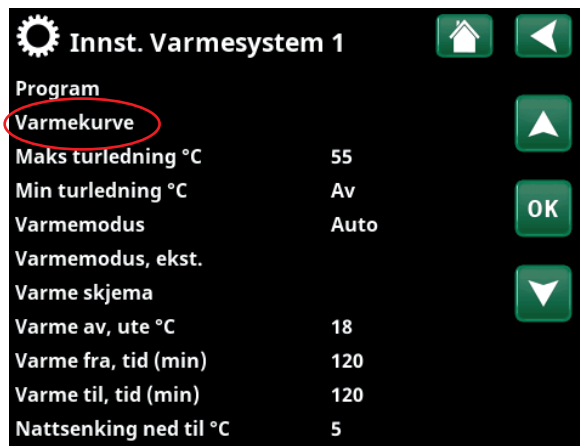 Innst. Varmesystem 1
Program
Varmekurve
Maks turledning °C 55
Min turledning °C Av
Varmemodus Auto
OK
Varmemodus, ekst.
Varme skjema
Varme av, ute °C 18
Varme fra, tid (min) 120
Varme til, tid (min) 120
Nattsenking ned til °C 5